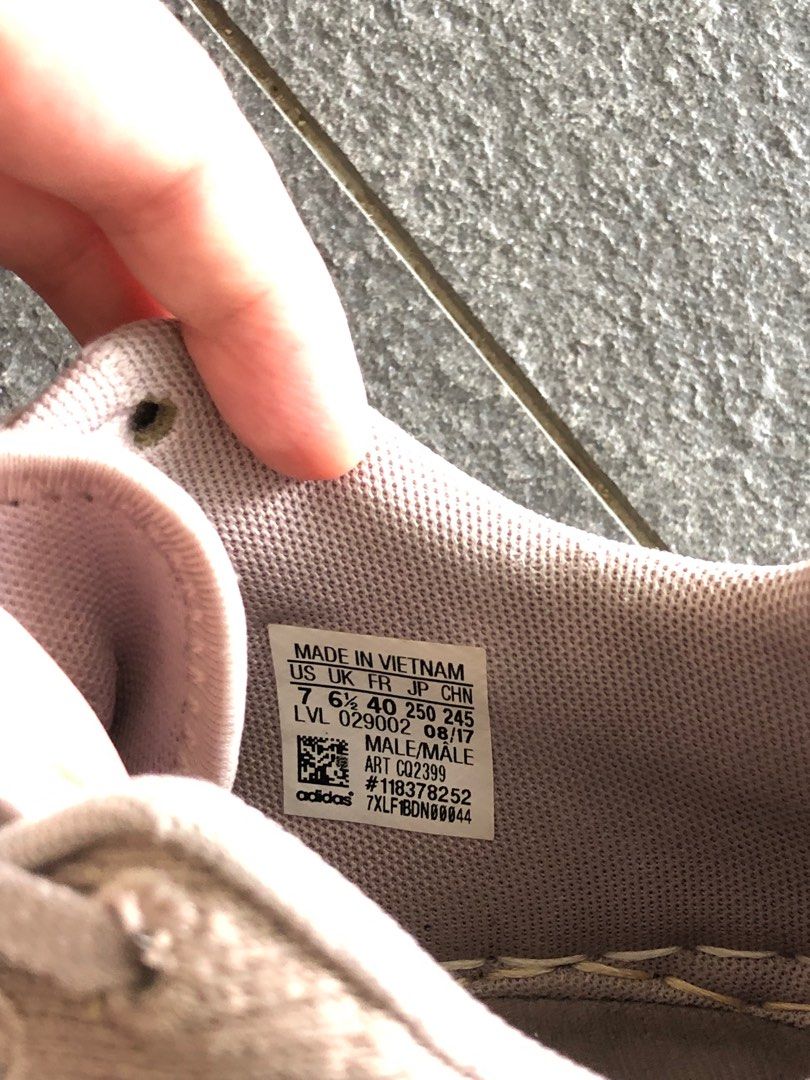 MADE IN VIETNAM
US UK FR JP CHN
7 6½ 40 250 245
LVL 029002 08/17
MALE/MÂLE
ART CQ2399
#118378252
adidas® 7XLF1BDN00044